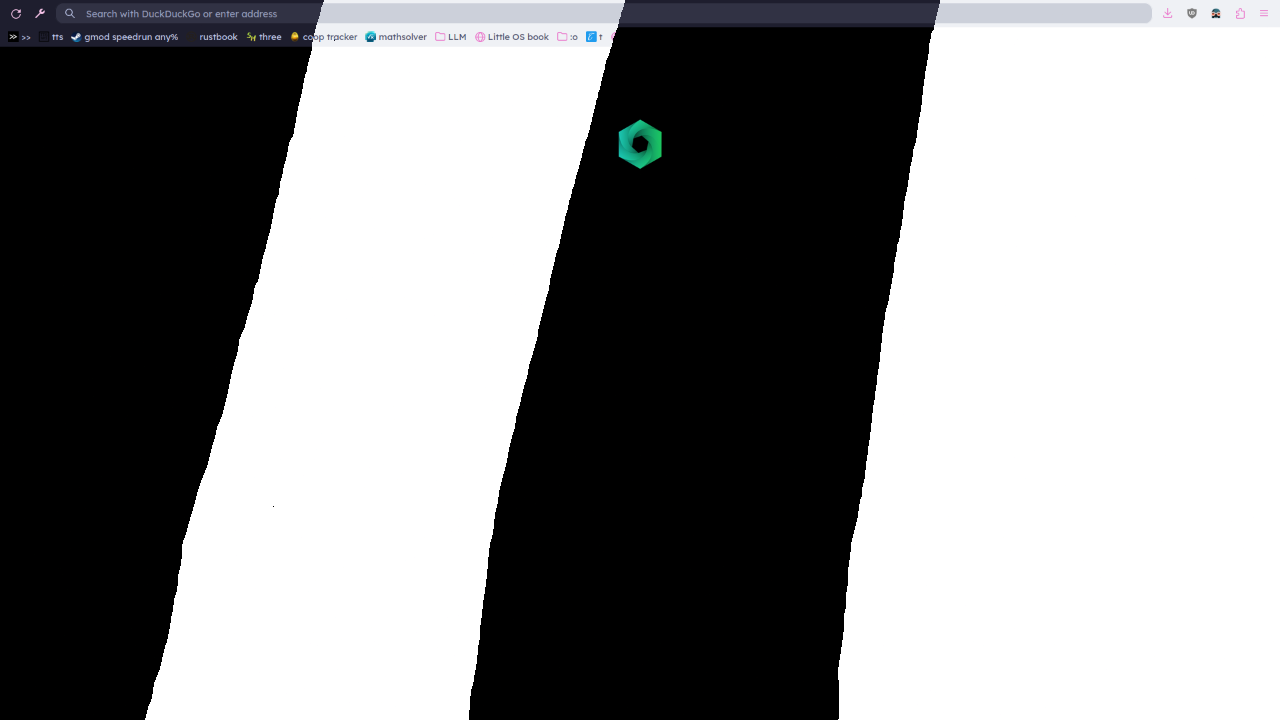 Search with DuckDuckGo or enter address
>> tts gmod speedrun any% rustbook three coop tracker mathsolver LLM Little OS book :o t